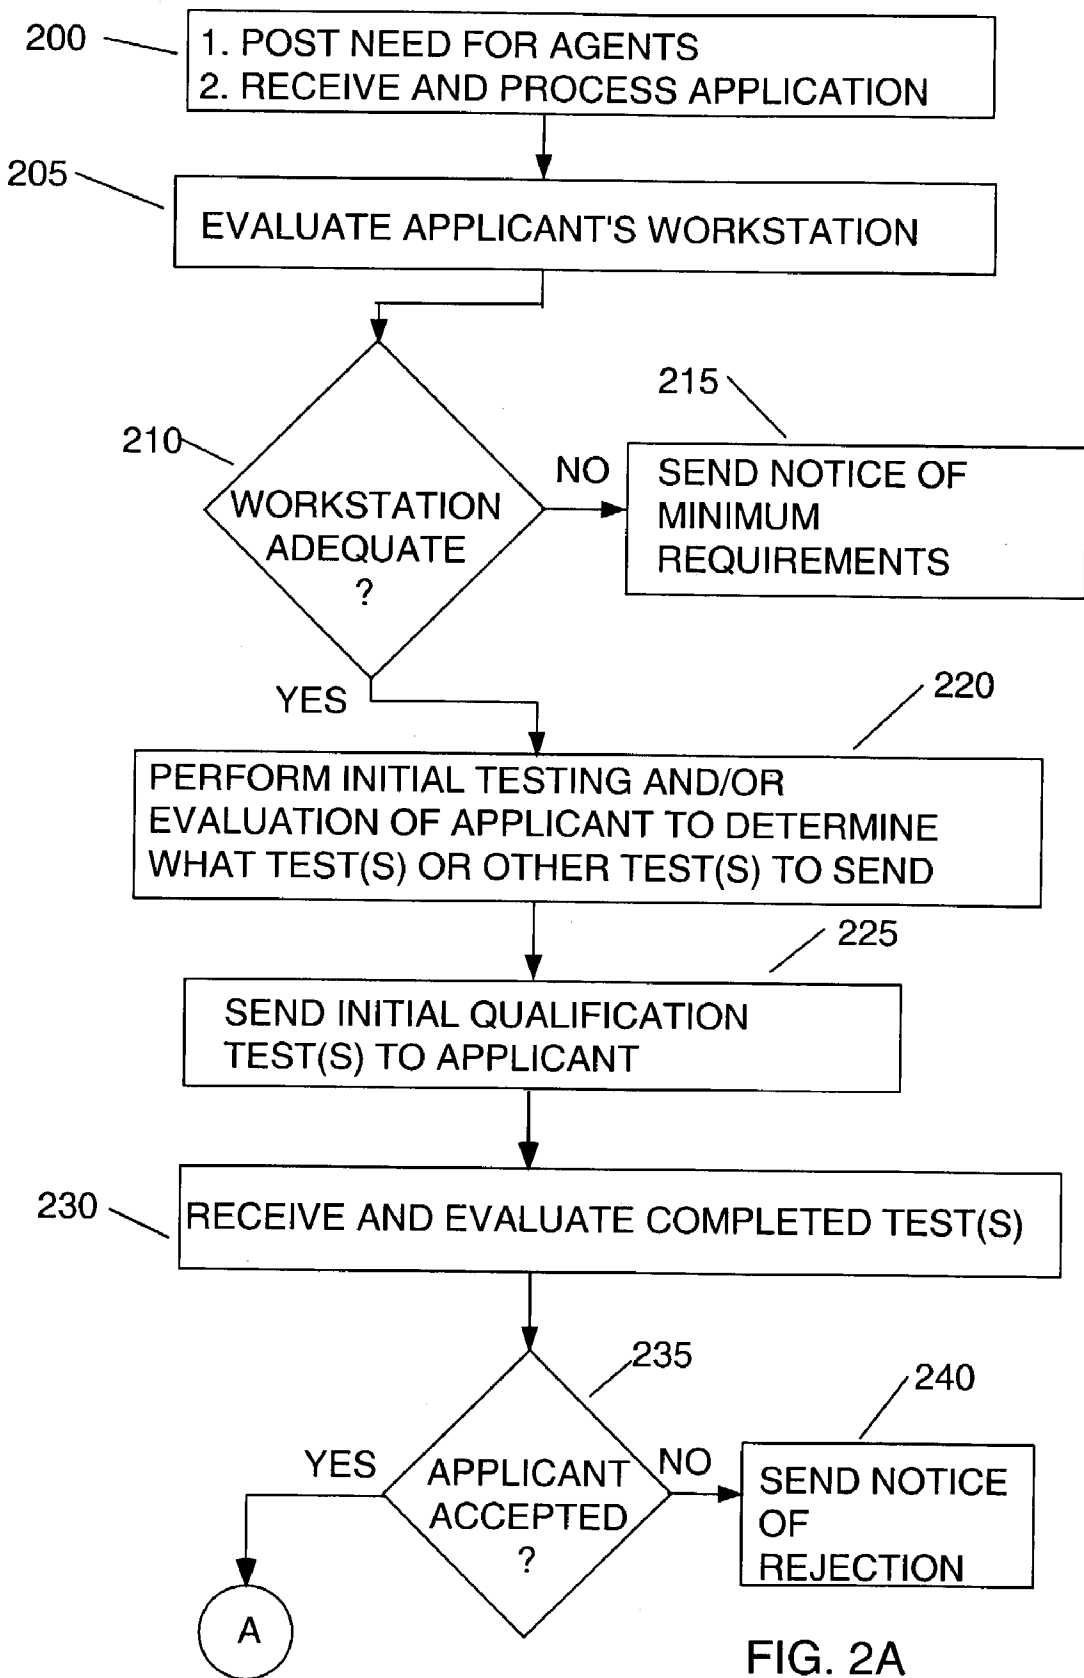 200
1. POST NEED FOR AGENTS
2. RECEIVE AND PROCESS APPLICATION
205
EVALUATE APPLICANT'S WORKSTATION
215
210
NO
SEND NOTICE OF
MINIMUM
REQUIREMENTS
WORKSTATION
ADEQUATE
?
YES
220
PERFORM INITIAL TESTING AND/OR
EVALUATION OF APPLICANT TO DETERMINE
WHAT TEST(S) OR OTHER TEST(S) TO SEND
225
SEND INITIAL QUALIFICATION
TEST(S) TO APPLICANT
230
RECEIVE AND EVALUATE COMPLETED TEST(S)
235
240
YES
APPLICANT
ACCEPTED
?
NO
SEND NOTICE
OF
REJECTION
A
FIG. 2A